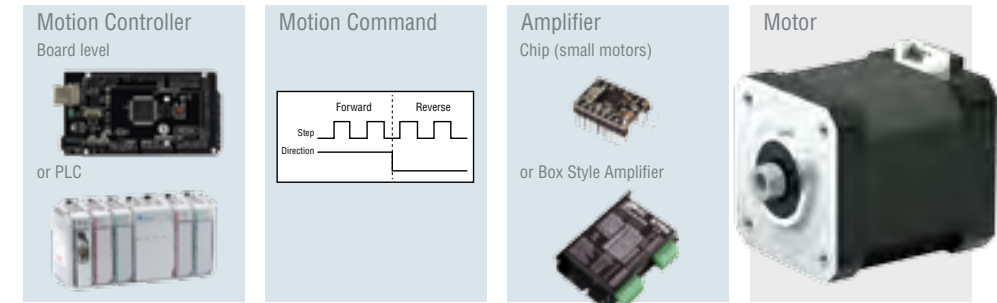 Motion Controller
Board level
or PLC
Motion Command
Forward Reverse
Step
Direction
Amplifier
Chip (small motors)
or Box Style Amplifier
Motor